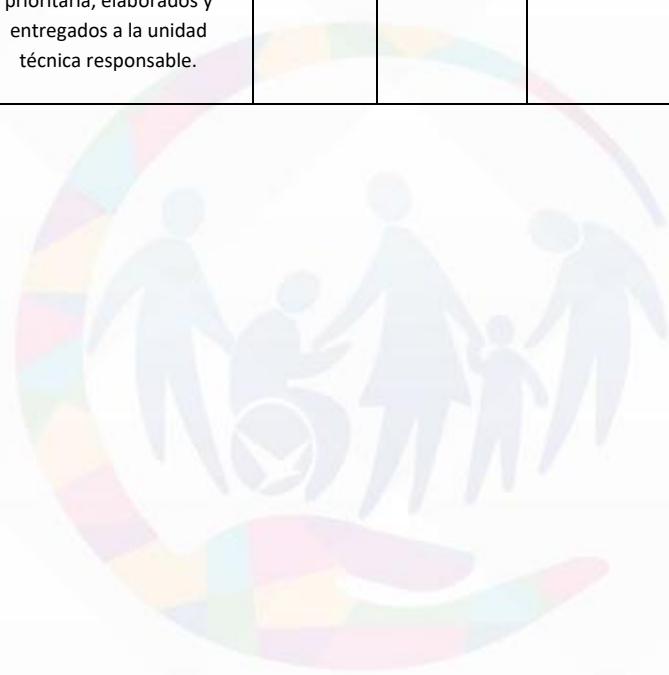 prioritaria, elaborados y
entregados a la unidad
técnica responsable.